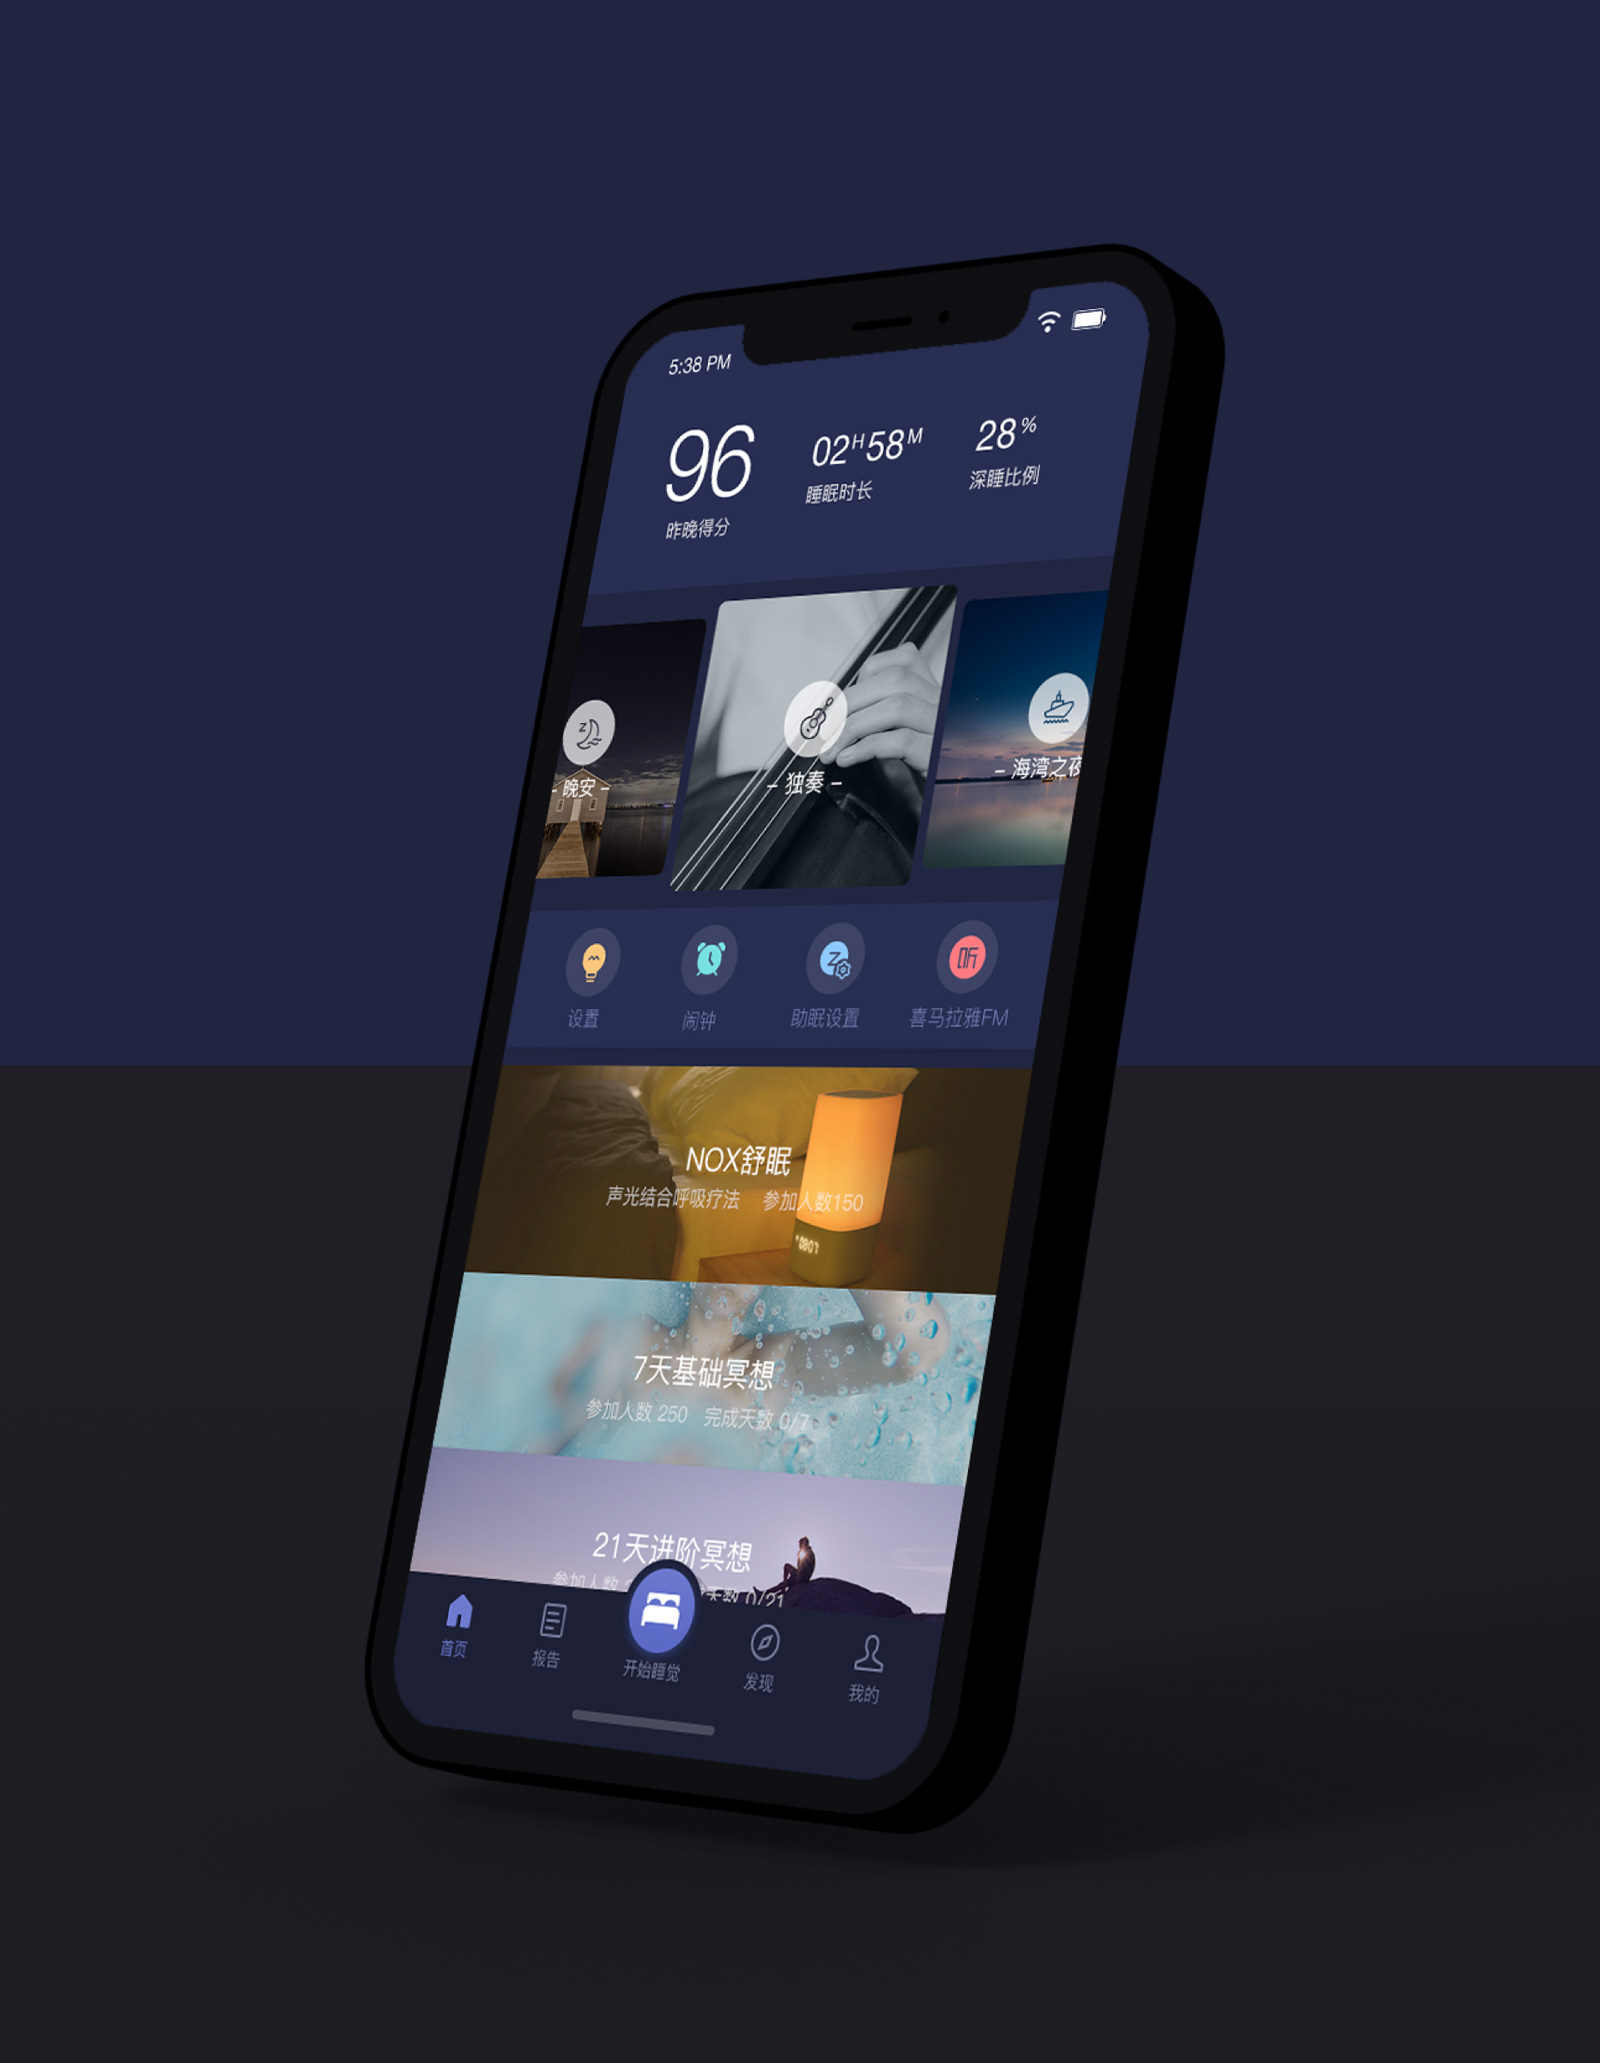 5:38 PM
96
昨晚得分
02H58M
睡眠时长
28%
深睡比例
– 晚安 –
– 独奏 –
– 海湾之夜
设置
闹钟
助眠设置
听
喜马拉雅FM
NOX舒眠
声光结合呼吸疗法 参加人数150
0807
7天基础冥想
参加人数 250 完成天数 0/7
21天进阶冥想
参加人数 天数 0/21
首页
报告
开始睡觉
发现
我的